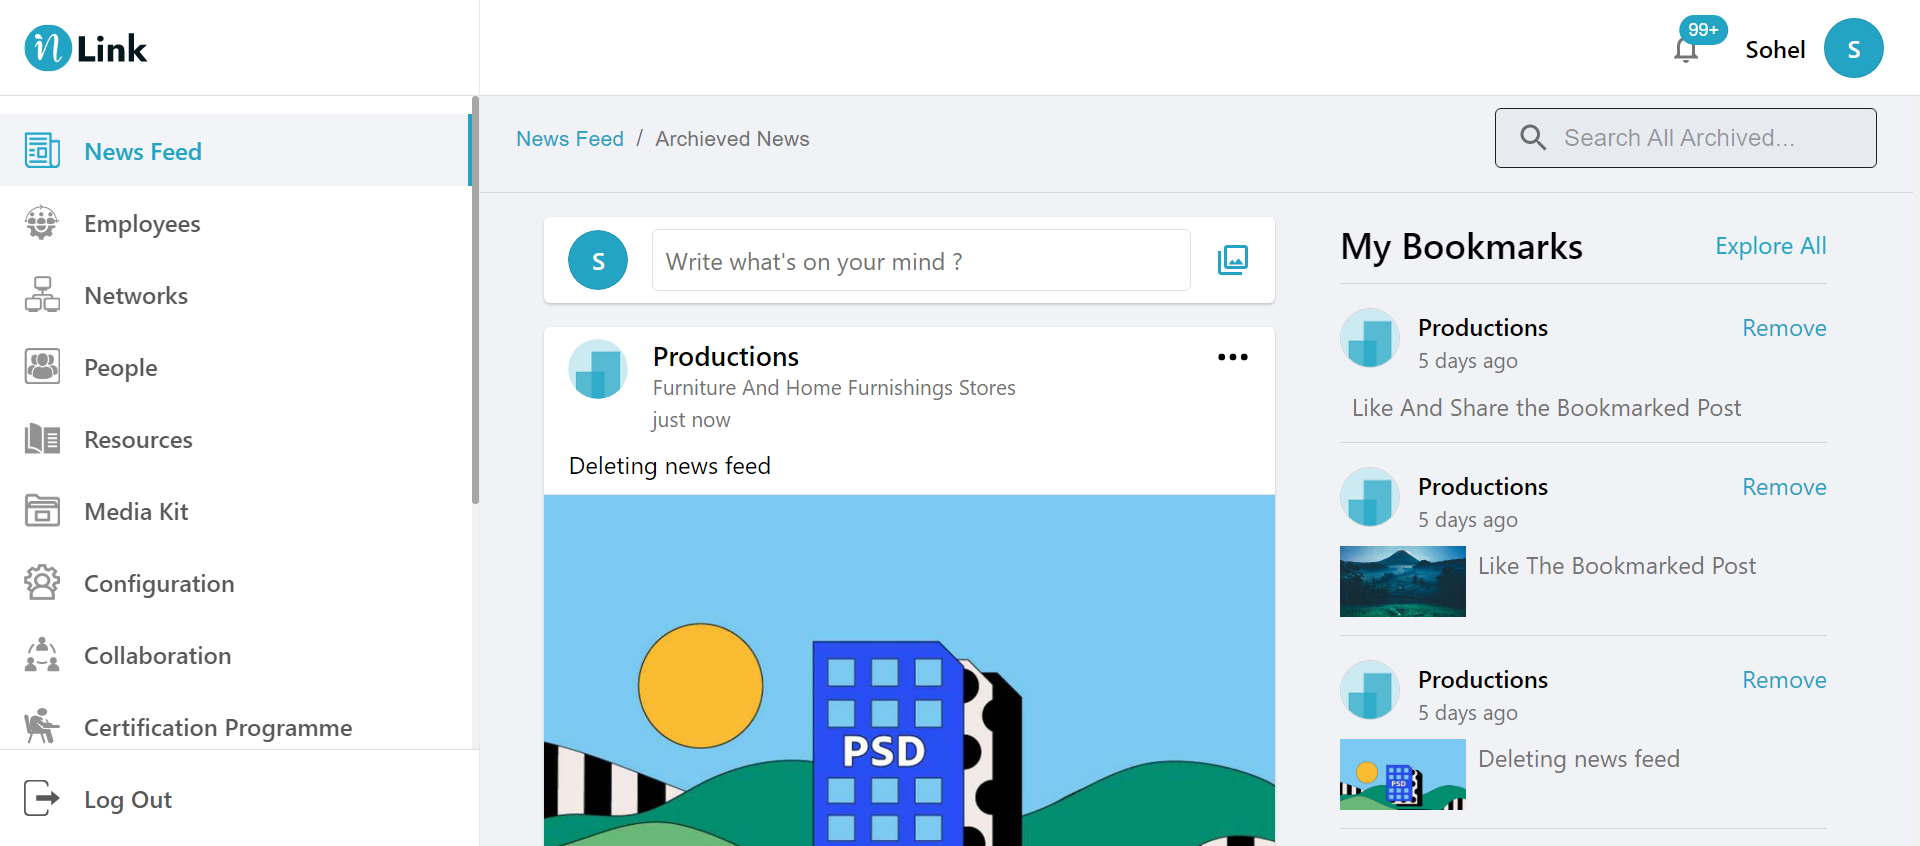 n Link
99+
Sohel
S
News Feed
Employees
Networks
People
Resources
Media Kit
Configuration
Collaboration
Certification Programme
Log Out
News Feed / Archieved News
Search All Archived...
S
Write what's on your mind ?
Productions
Furniture And Home Furnishings Stores
just now
Deleting news feed
PSD
My Bookmarks
Explore All
Productions
Remove
5 days ago
Like And Share the Bookmarked Post
Productions
Remove
5 days ago
Like The Bookmarked Post
Productions
Remove
5 days ago
PSD
Deleting news feed